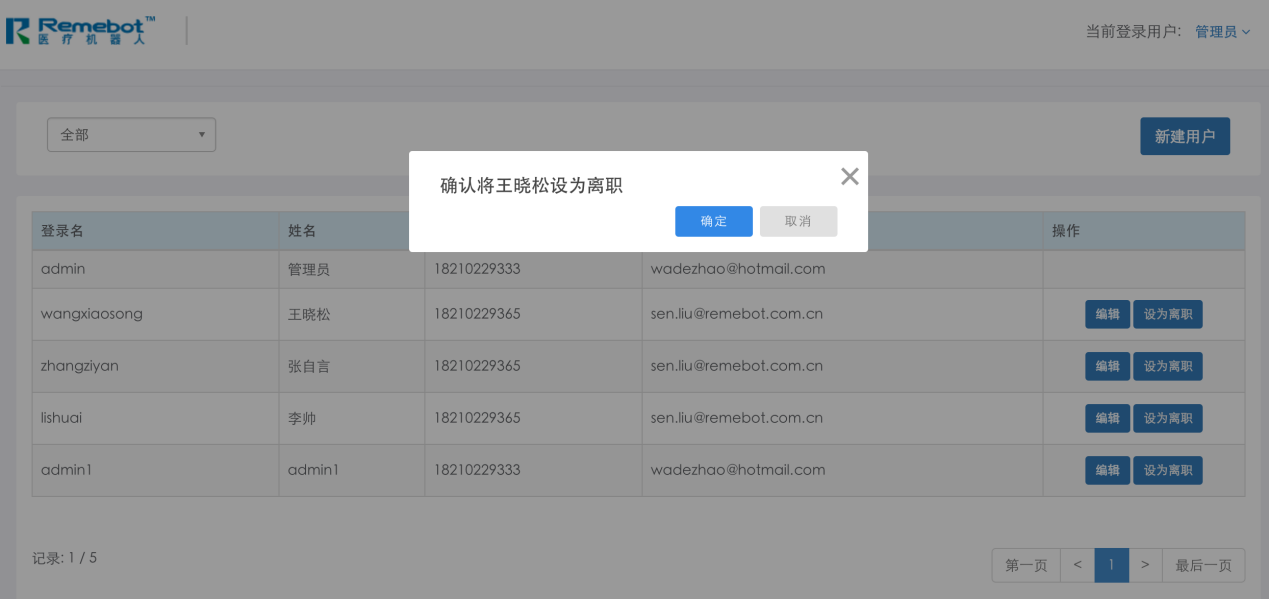 Remebot™
医疗机器人
当前登录用户: 管理员
全部
新建用户
确认将王晓松设为离职
确定 取消
登录名 姓名 操作
admin 管理员 18210229333 wadezhao@hotmail.com
wangxiaosong 王晓松 18210229365 sen.liu@remebot.com.cn 编辑 设为离职
zhangziyan 张自言 18210229365 sen.liu@remebot.com.cn 编辑 设为离职
lishuai 李帅 18210229365 sen.liu@remebot.com.cn 编辑 设为离职
admin1 admin1 18210229333 wadezhao@hotmail.com 编辑 设为离职
记录: 1 / 5
第一页 < 1 > 最后一页